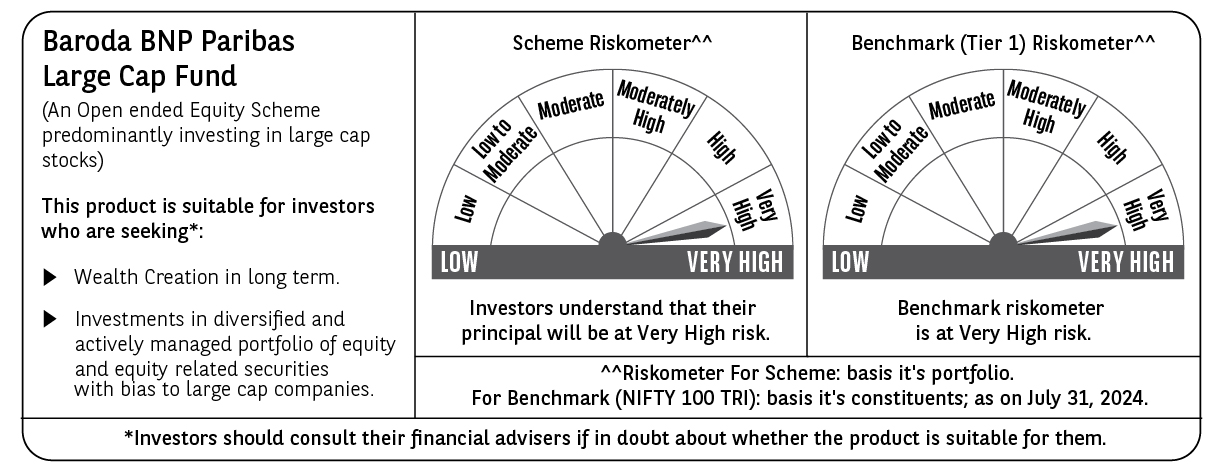 Baroda BNP Paribas
Large Cap Fund
(An Open ended Equity Scheme
predominantly investing in large cap
stocks)
This product is suitable for investors
who are seeking*:
Wealth Creation in long term.
Investments in diversified and
actively managed portfolio of equity
and equity related securities
with bias to large cap companies.
Scheme Riskometer^^
Low
Low to
Moderate
Moderate
Moderately
High
High
Very
High
LOW
VERY HIGH
Investors understand that their
principal will be at Very High risk.
Benchmark (Tier 1) Riskometer^^
Low
Low to
Moderate
Moderate
Moderately
High
High
Very
High
LOW
VERY HIGH
Benchmark riskometer
is at Very High risk.
^^Riskometer For Scheme: basis it's portfolio.
For Benchmark (NIFTY 100 TRI): basis it's constituents; as on July 31, 2024.
*Investors should consult their financial advisers if in doubt about whether the product is suitable for them.